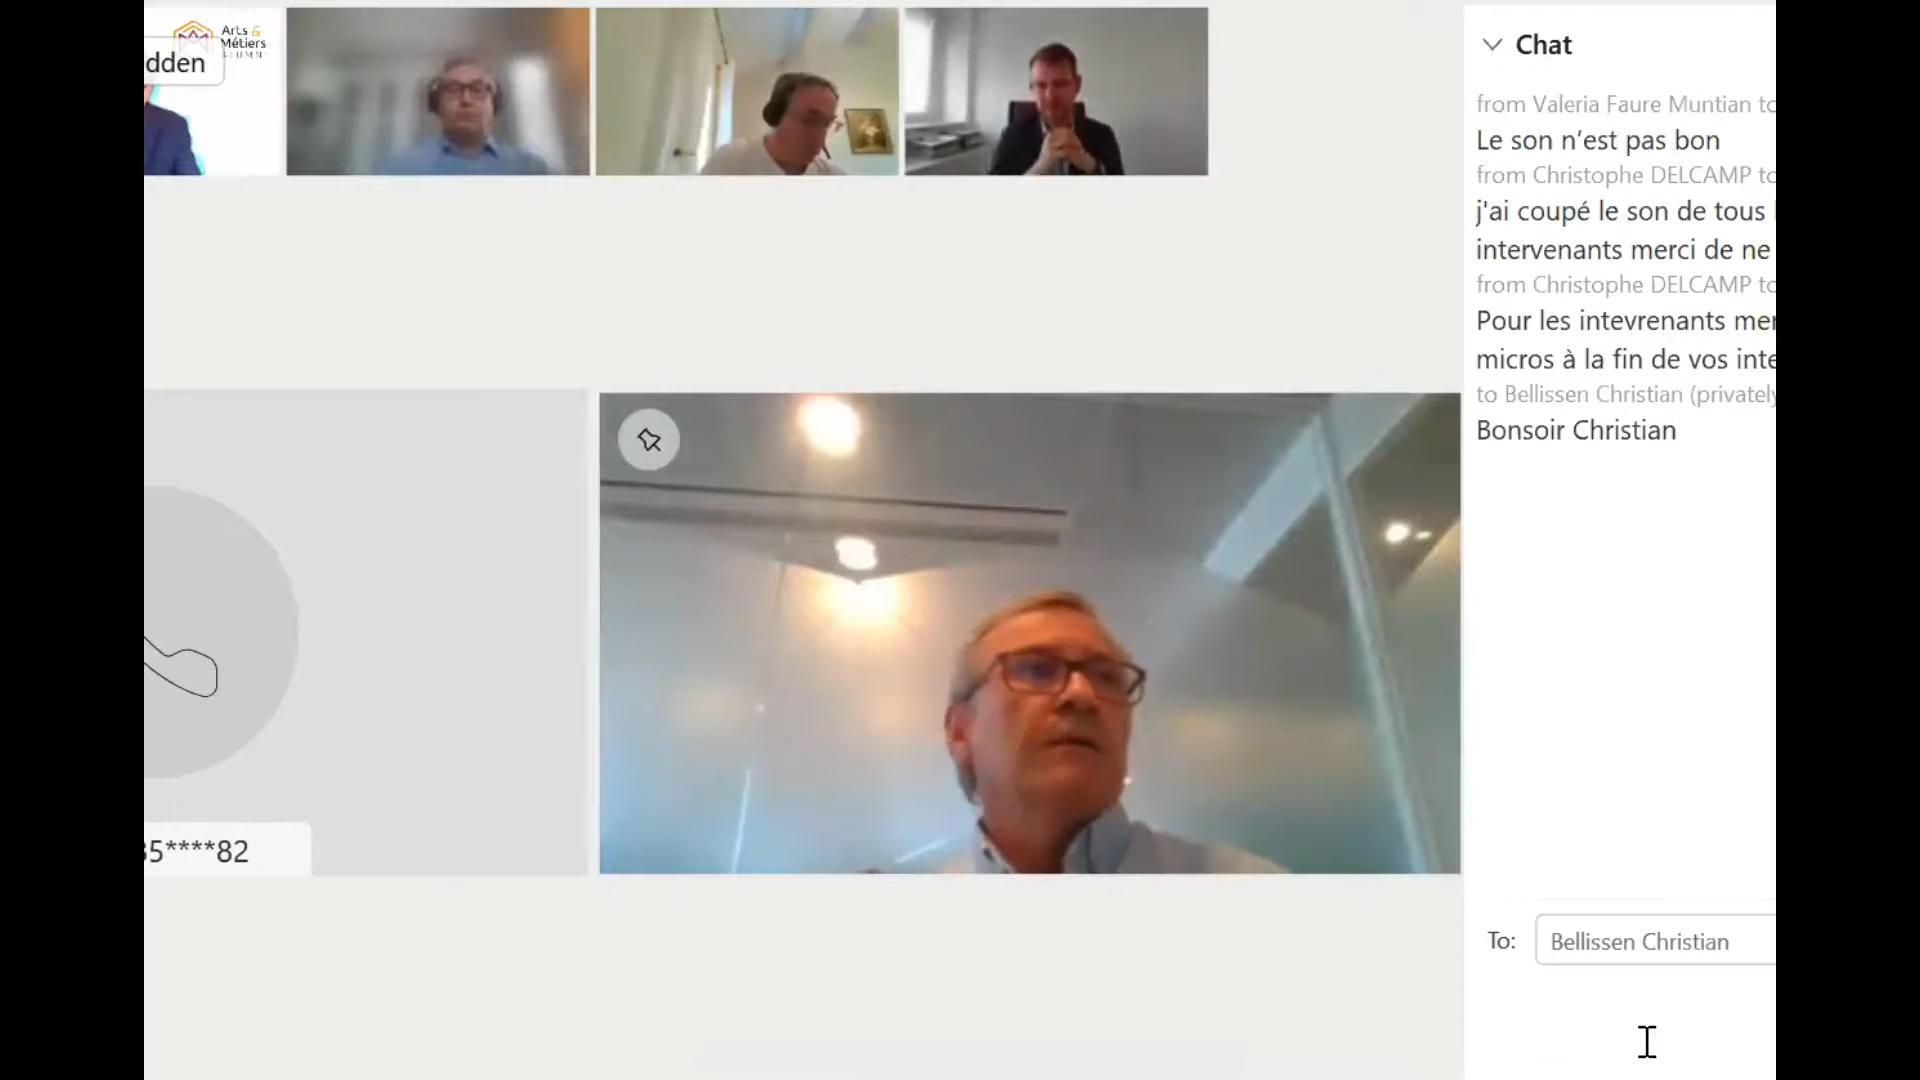 Arts &
Métiers
ALUMNI
dden
35****82
Chat
from Valeria Faure Muntian to
Le son n’est pas bon
from Christophe DELCAMP to
j'ai coupé le son de tous
intervenants merci de ne
from Christophe DELCAMP to
Pour les intevrenants mer
micros à la fin de vos inte
to Bellissen Christian (privately
Bonsoir Christian
To: Bellissen Christian